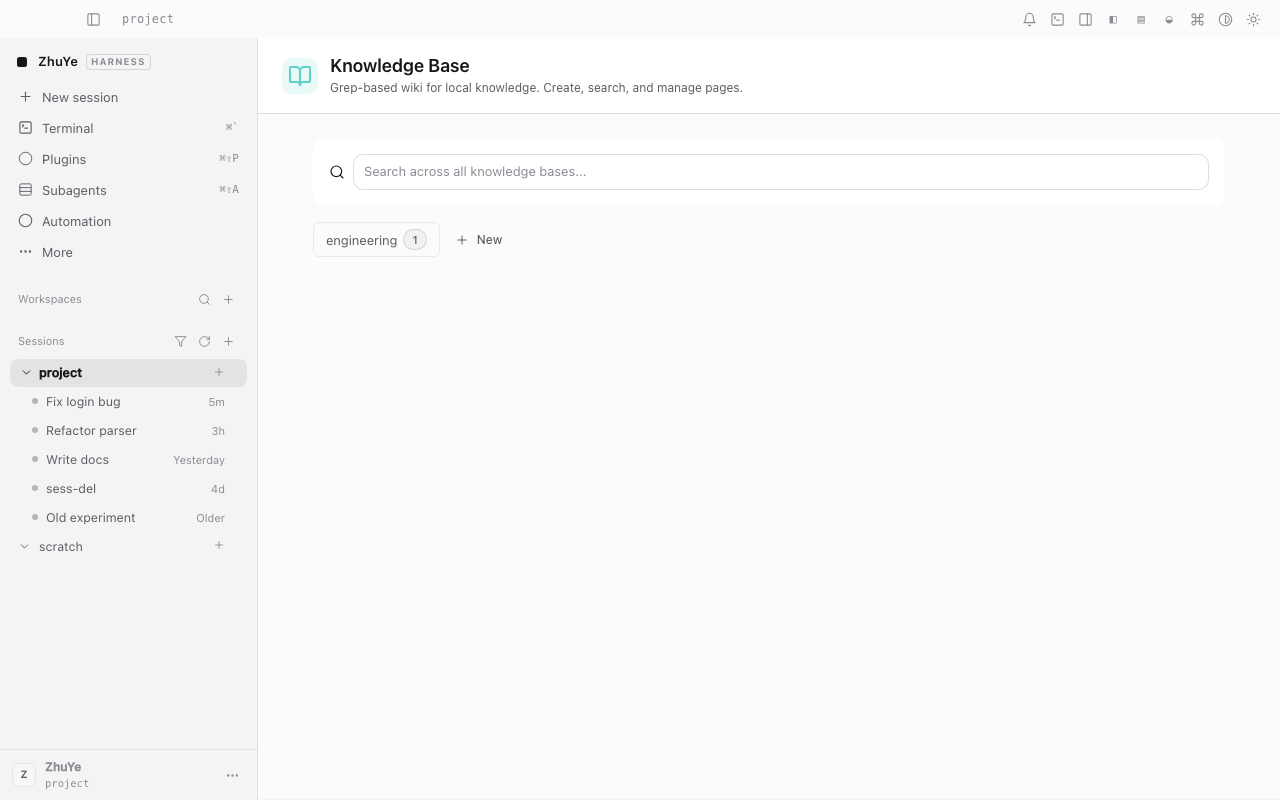 project
ZhuYe HARNESS
New session
Terminal ⌘`
Plugins ⌘⇧P
Subagents ⌘⇧A
Automation
More
Workspaces
Sessions
project
Fix login bug 5m
Refactor parser 3h
Write docs Yesterday
sess-del 4d
Old experiment Older
scratch
Z
ZhuYe
project
Knowledge Base
Grep-based wiki for local knowledge. Create, search, and manage pages.
Search across all knowledge bases...
engineering 1
New